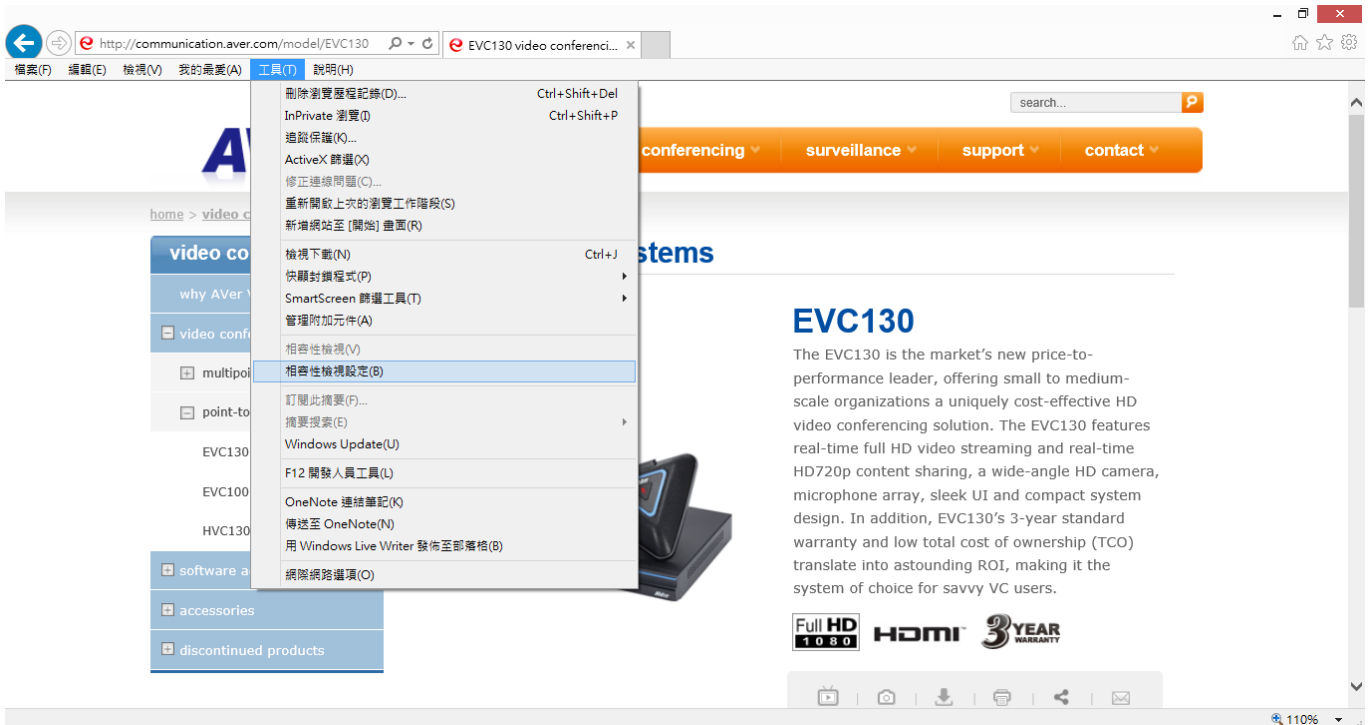 http://communication.aver.com/model/EVC130
EVC130 video conferenci...
檔案(F) 編輯(E) 檢視(V) 我的最愛(A) 工具(T) 說明(H)
刪除瀏覽歷程記錄(D)... Ctrl+Shift+Del
InPrivate 瀏覽(I) Ctrl+Shift+P
追蹤保護(K)...
ActiveX 篩選(X)
修正連線問題(C)...
重新開啟上次的瀏覽工作階段(S)
新增網站至 [開始] 畫面(R)
檢視下載(N) Ctrl+J
快顯封鎖程式(P)
SmartScreen 篩選工具(T)
管理附加元件(A)
相容性檢視(V)
相容性檢視設定(B)
訂閱此摘要(F)...
摘要搜索(E)
Windows Update(U)
F12 開發人員工具(L)
OneNote 連結筆記(K)
傳送至 OneNote(N)
用 Windows Live Writer 發佈至部落格(B)
網際網路選項(O)
search...
AV
conferencing surveillance support contact
home > video c
video co
why AVer
video conf
multipoi
point-to
EVC130
EVC100
HVC130
software a
accessories
discontinued products
stems
EVC130
The EVC130 is the market's new price-to-
performance leader, offering small to medium-
scale organizations a uniquely cost-effective HD
video conferencing solution. The EVC130 features
real-time full HD video streaming and real-time
HD720p content sharing, a wide-angle HD camera,
microphone array, sleek UI and compact system
design. In addition, EVC130's 3-year standard
warranty and low total cost of ownership (TCO)
translate into astounding ROI, making it the
system of choice for savvy VC users.
Full HD
1080
HDMI
3 YEAR
WARRANTY
110%